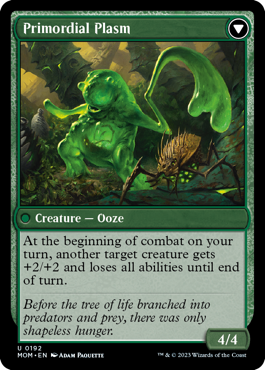 Primordial Plasm
Creature — Ooze
At the beginning of combat on your
turn, another target creature gets
+2/+2 and loses all abilities until end
of turn.
Before the tree of life branched into
predators and prey, there was only
shapeless hunger.
4/4
U 0192
MOM • EN Adam Paquette
™ & © 2023 Wizards of the Coast